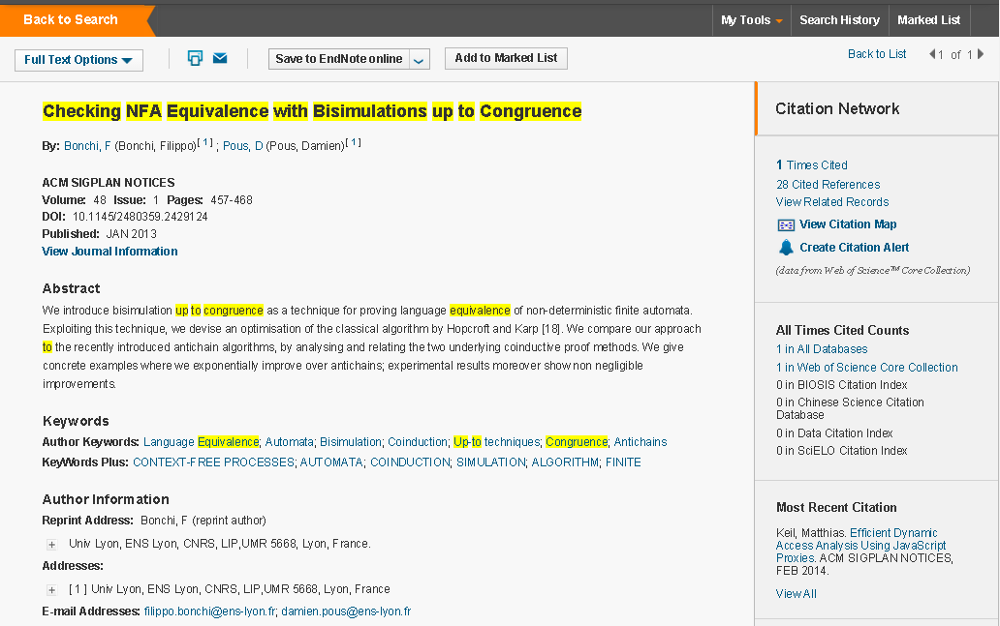 Back to Search
My Tools
Search History
Marked List
Full Text Options
Save to EndNote online
Add to Marked List
Back to List
1 of 1
Checking NFA Equivalence with Bisimulations up to Congruence
By: Bonchi, F (Bonchi, Filippo)[ 1 ] ; Pous, D (Pous, Damien)[ 1 ]
ACM SIGPLAN NOTICES
Volume: 48 Issue: 1 Pages: 457-468
DOI: 10.1145/2480359.2429124
Published: JAN 2013
View Journal Information
Abstract
We introduce bisimulation up to congruence as a technique for proving language equivalence of non-deterministic finite automata.
Exploiting this technique, we devise an optimisation of the classical algorithm by Hopcroft and Karp [18]. We compare our approach
to the recently introduced antichain algorithms, by analysing and relating the two underlying coinductive proof methods. We give
concrete examples where we exponentially improve over antichains; experimental results moreover show non negligible
improvements.
Keywords
Author Keywords: Language Equivalence; Automata; Bisimulation; Coinduction; Up-to techniques; Congruence; Antichains
KeyWords Plus: CONTEXT-FREE PROCESSES; AUTOMATA; COINDUCTION; SIMULATION; ALGORITHM; FINITE
Author Information
Reprint Address: Bonchi, F (reprint author)
Univ Lyon, ENS Lyon, CNRS, LIP,UMR 5668, Lyon, France.
Addresses:
[ 1 ] Univ Lyon, ENS Lyon, CNRS, LIP,UMR 5668, Lyon, France
E-mail Addresses: filippo.bonchi@ens-lyon.fr; damien.pous@ens-lyon.fr
Citation Network
1 Times Cited
28 Cited References
View Related Records
View Citation Map
Create Citation Alert
(data from Web of Science™ Core Collection)
All Times Cited Counts
1 in All Databases
1 in Web of Science Core Collection
0 in BIOSIS Citation Index
0 in Chinese Science Citation
Database
0 in Data Citation Index
0 in SciELO Citation Index
Most Recent Citation
Keil, Matthias. Efficient Dynamic
Access Analysis Using JavaScript
Proxies. ACM SIGPLAN NOTICES,
FEB 2014.
View All